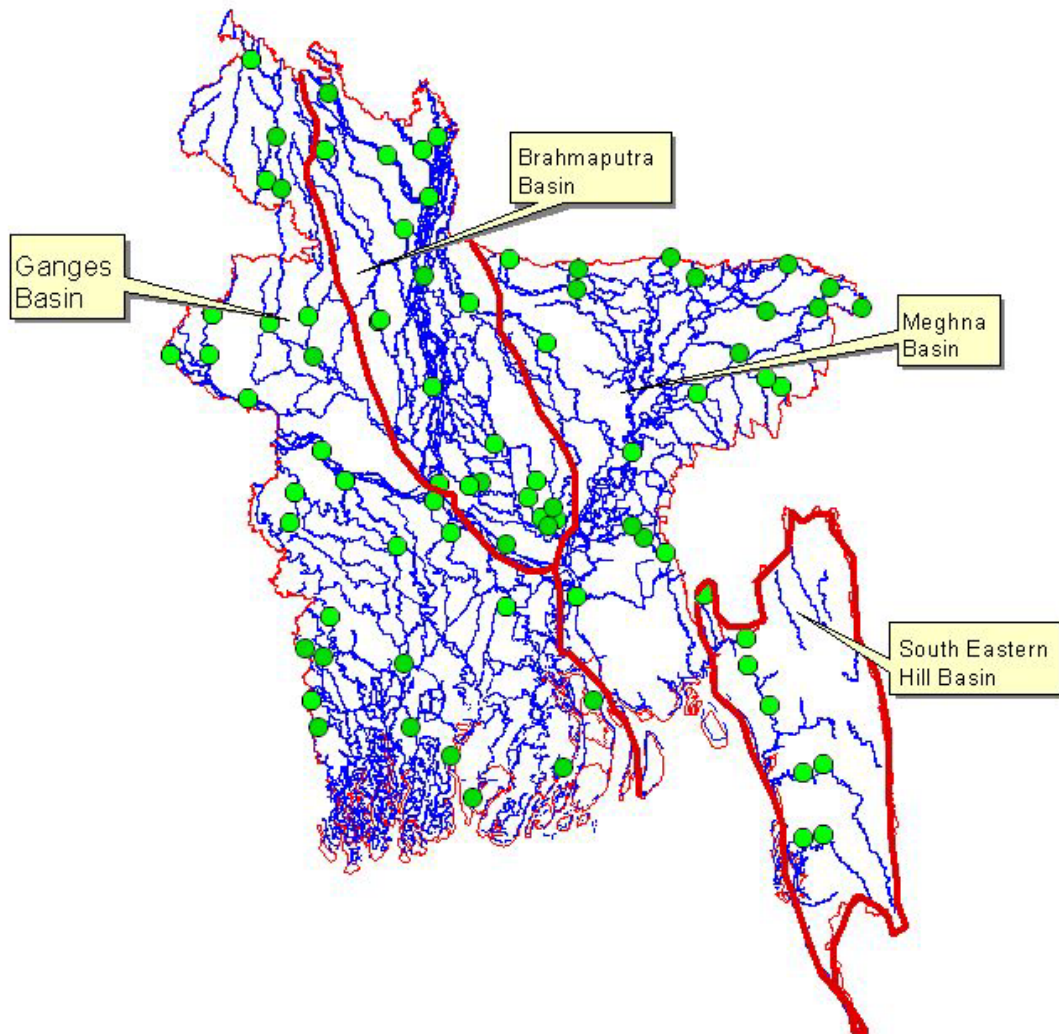 Brahmaputra
Basin
Ganges
Basin
Meghna
Basin
South Eastern
Hill Basin